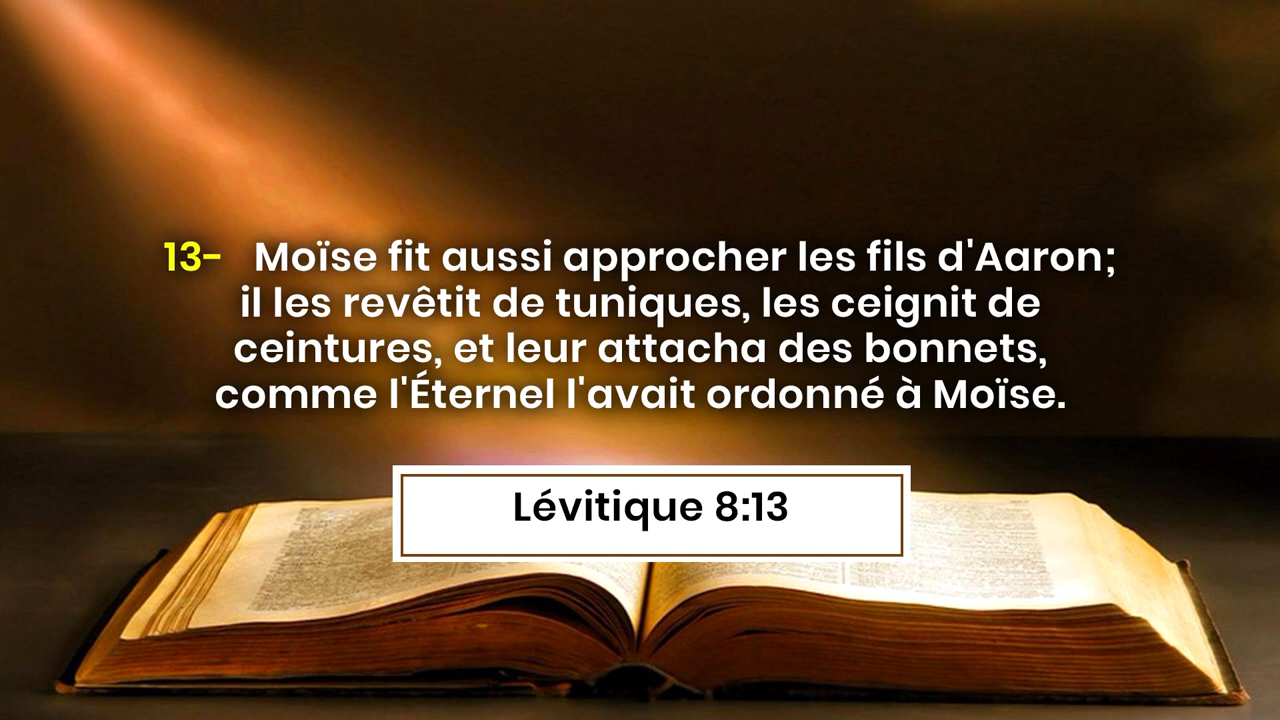 13- Moïse fit aussi approcher les fils d'Aaron;
il les revêtit de tuniques, les ceignit de
ceintures, et leur attacha des bonnets,
comme l'Éternel l'avait ordonné à Moïse.
Lévitique 8:13